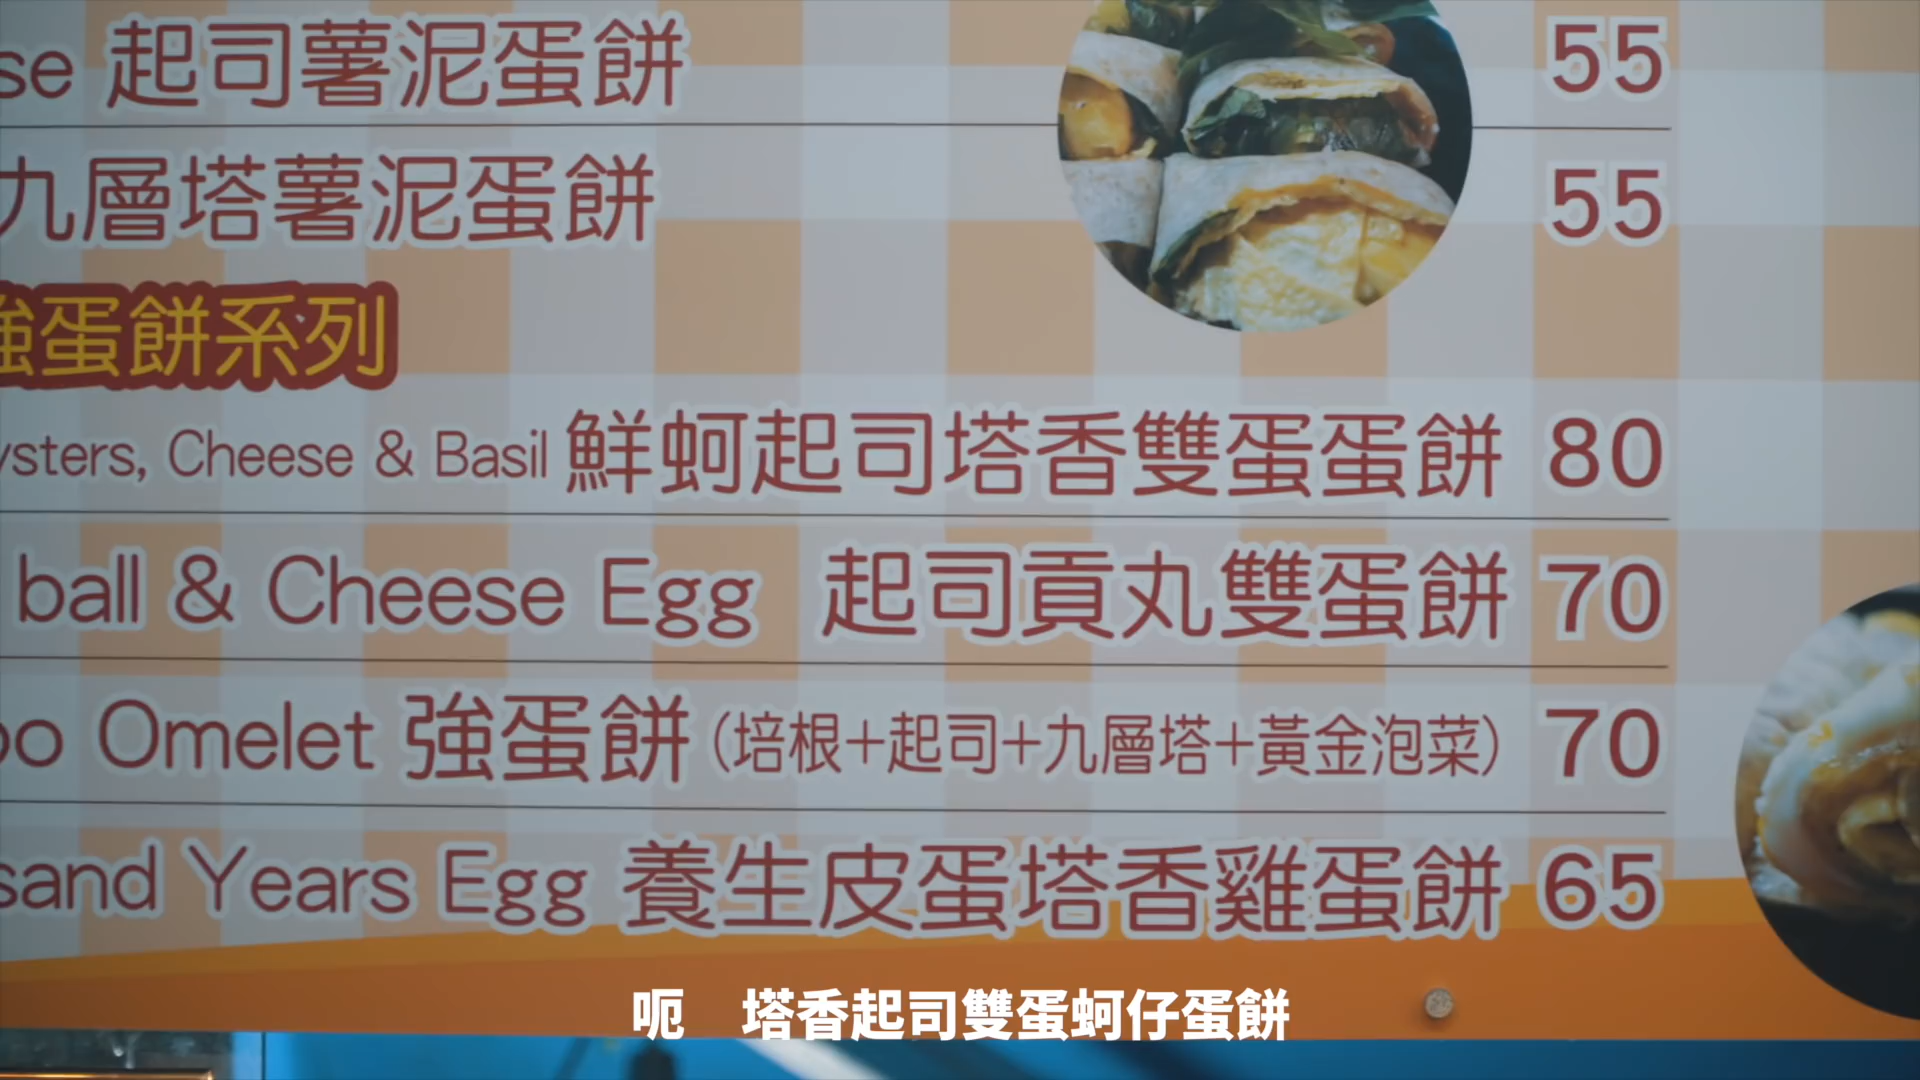 起司薯泥蛋餅 55
九層塔薯泥蛋餅 55
強蛋餅系列
Cheese & Basil 鮮蚵起司塔香雙蛋蛋餅 80
ball & Cheese Egg 起司貢丸雙蛋餅 70
Omelet 強蛋餅(培根+起司+九層塔+黃金泡菜) 70
Years Egg 養生皮蛋塔香雞蛋餅 65
呃 塔香起司雙蛋蚵仔蛋餅